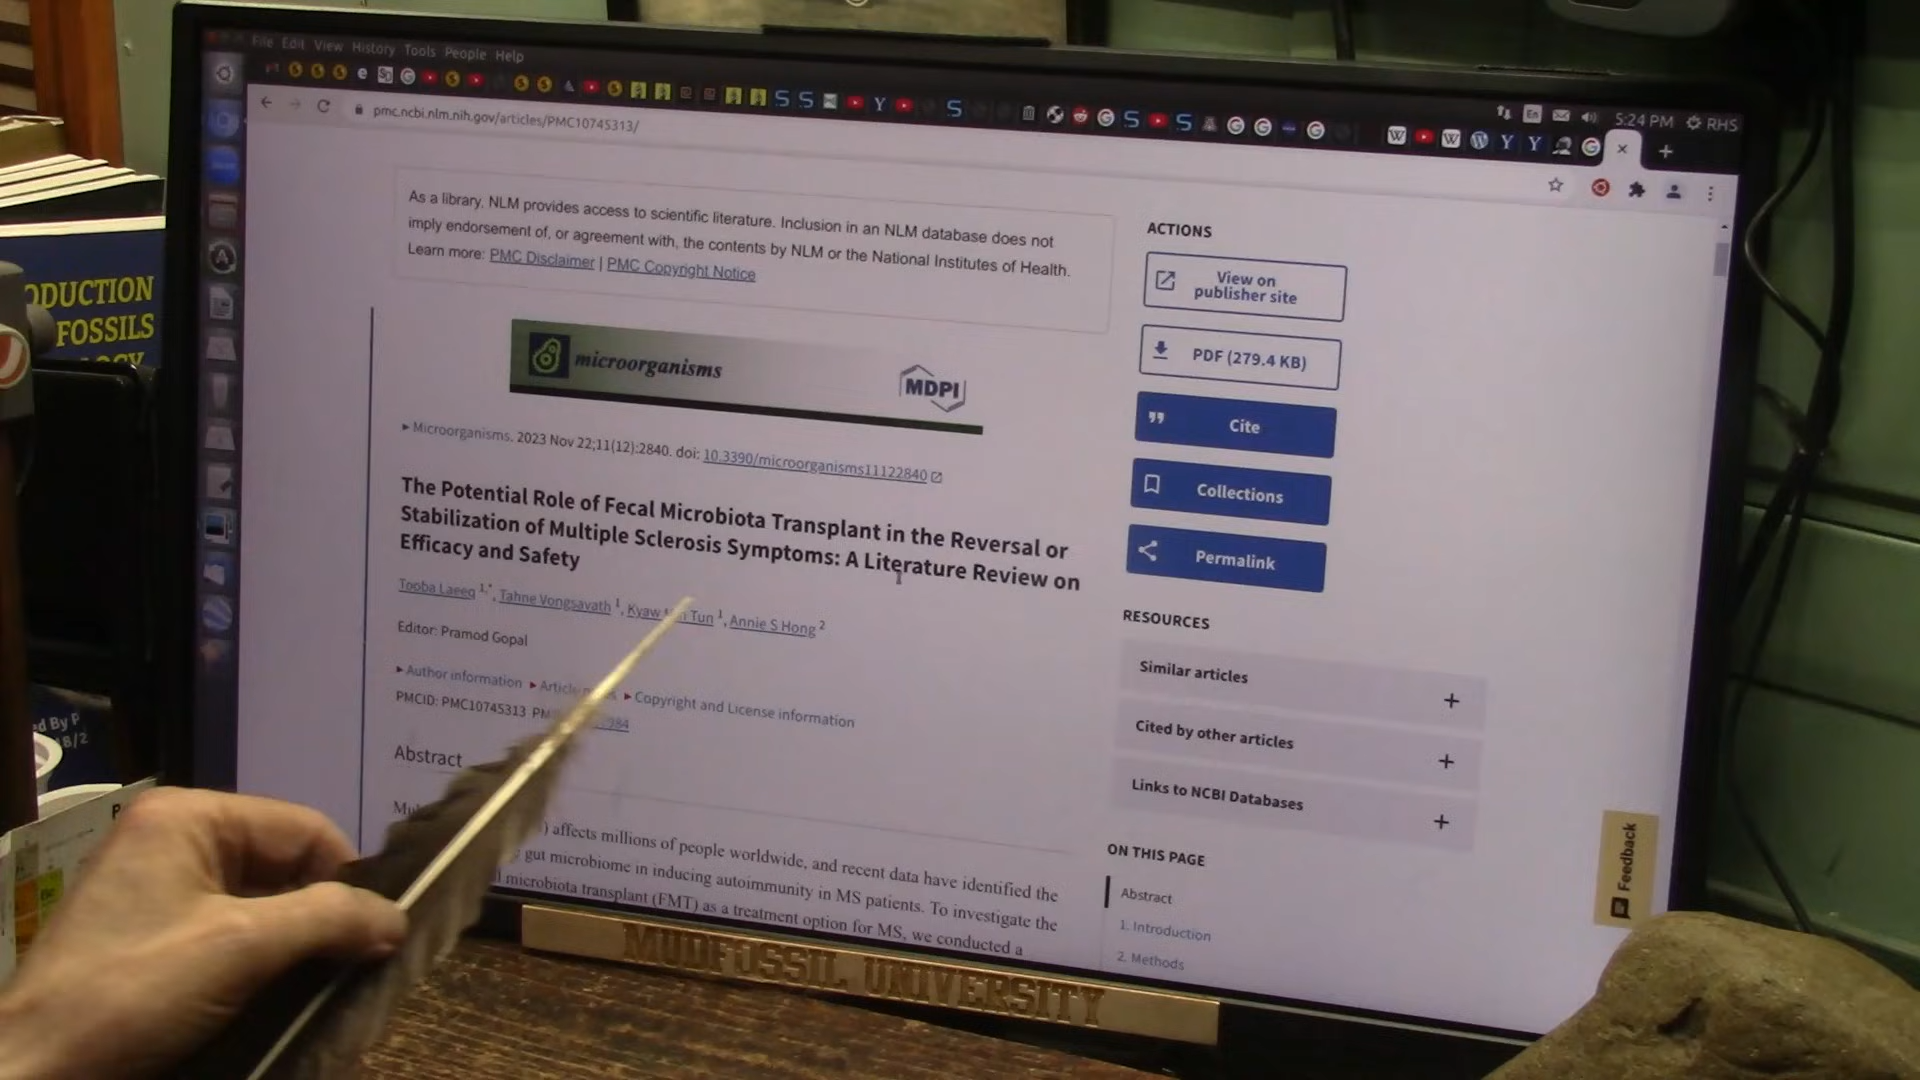 File Edit View History Tools People Help
5:24 PM RHS
pmc.ncbi.nlm.nih.gov/articles/PMC10745313/
As a library, NLM provides access to scientific literature. Inclusion in an NLM database does not
imply endorsement of, or agreement with, the contents by NLM or the National Institutes of Health.
Learn more: PMC Disclaimer | PMC Copyright Notice
microorganisms
MDPI
Microorganisms. 2023 Nov 22;11(12):2840. doi: 10.3390/microorganisms11122840
The Potential Role of Fecal Microbiota Transplant in the Reversal or
Stabilization of Multiple Sclerosis Symptoms: A Literature Review on
Efficacy and Safety
Tooba Laeeq 1,*, Tahne Vongsavath 1, Kyaw Tun 1, Annie S Hong 2
Editor: Pramod Gopal
Author information Copyright and License information
PMCID: PMC10745313
Abstract
affects millions of people worldwide, and recent data have identified the
gut microbiome in inducing autoimmunity in MS patients. To investigate the
microbiota transplant (FMT) as a treatment option for MS, we conducted a
ACTIONS
View on
publisher site
PDF (279.4 KB)
Cite
Collections
Permalink
RESOURCES
Similar articles
Cited by other articles
Links to NCBI Databases
ON THIS PAGE
Abstract
1. Introduction
2. Methods
Feedback
MUDFOSSIL UNIVERSITY
ODUCTION
FOSSILS
ed By P
18/2